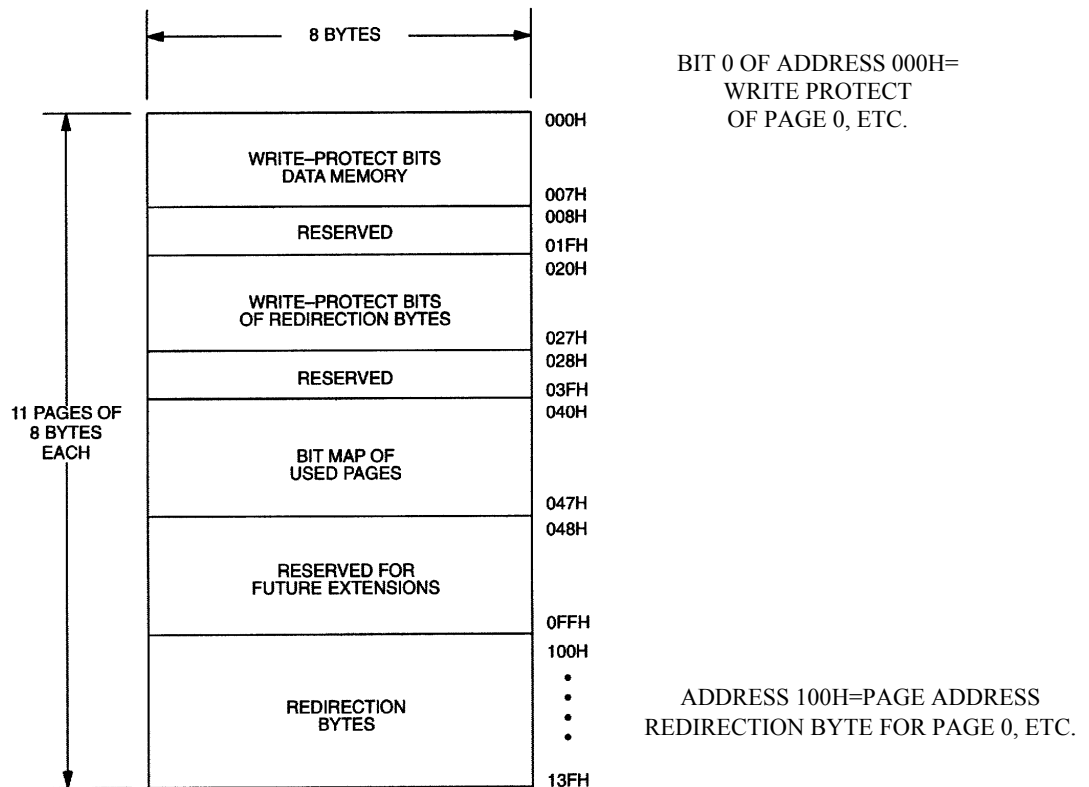 8 BYTES
BIT 0 OF ADDRESS 000H=
WRITE PROTECT
OF PAGE 0, ETC.
000H
WRITE–PROTECT BITS
DATA MEMORY
007H
008H
RESERVED
01FH
020H
WRITE–PROTECT BITS
OF REDIRECTION BYTES
027H
028H
RESERVED
03FH
11 PAGES OF
8 BYTES
EACH
040H
BIT MAP OF
USED PAGES
047H
048H
RESERVED FOR
FUTURE EXTENSIONS
0FFH
100H
REDIRECTION
BYTES
ADDRESS 100H=PAGE ADDRESS
REDIRECTION BYTE FOR PAGE 0, ETC.
13FH